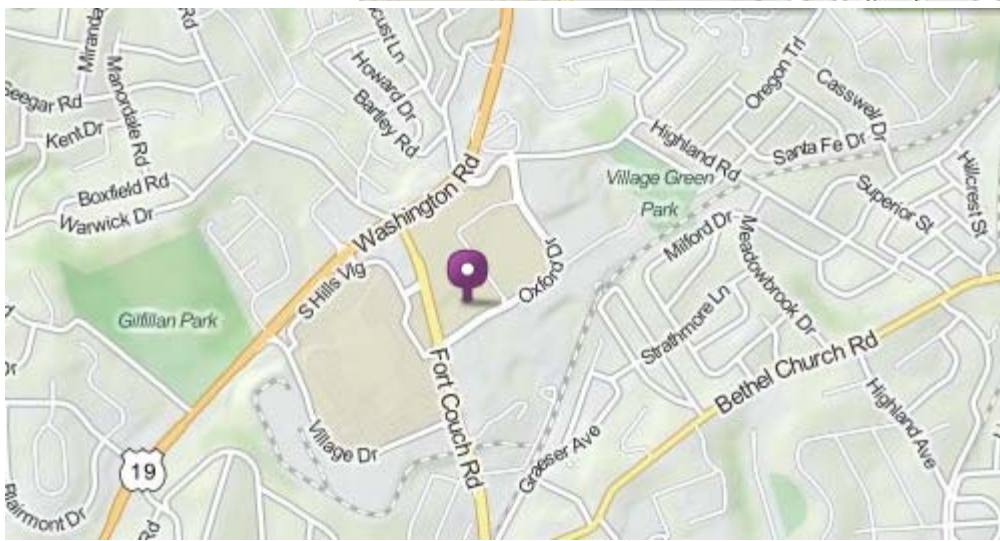 Miranda
Manordale Rd
Rd
Locust Ln
Howard Dr
Bartley Rd
Seegar Rd
Kent Dr
Boxfield Rd
Warwick Dr
Washington Rd
Oregon Trl
Casswell Dr
Highland Rd
Santa Fe Dr
Hillcrest St
Superior St
Village Green
Park
Milford Dr
Meadowbrook Dr
Oxford Dr
S Hills Vlg
Gilfillan Park
Strathmore Ln
Fort Couch Rd
Bethel Church Rd
Highland Ave
Dr
Village Dr
Graeser Ave
19
Blairmont Dr
Rd